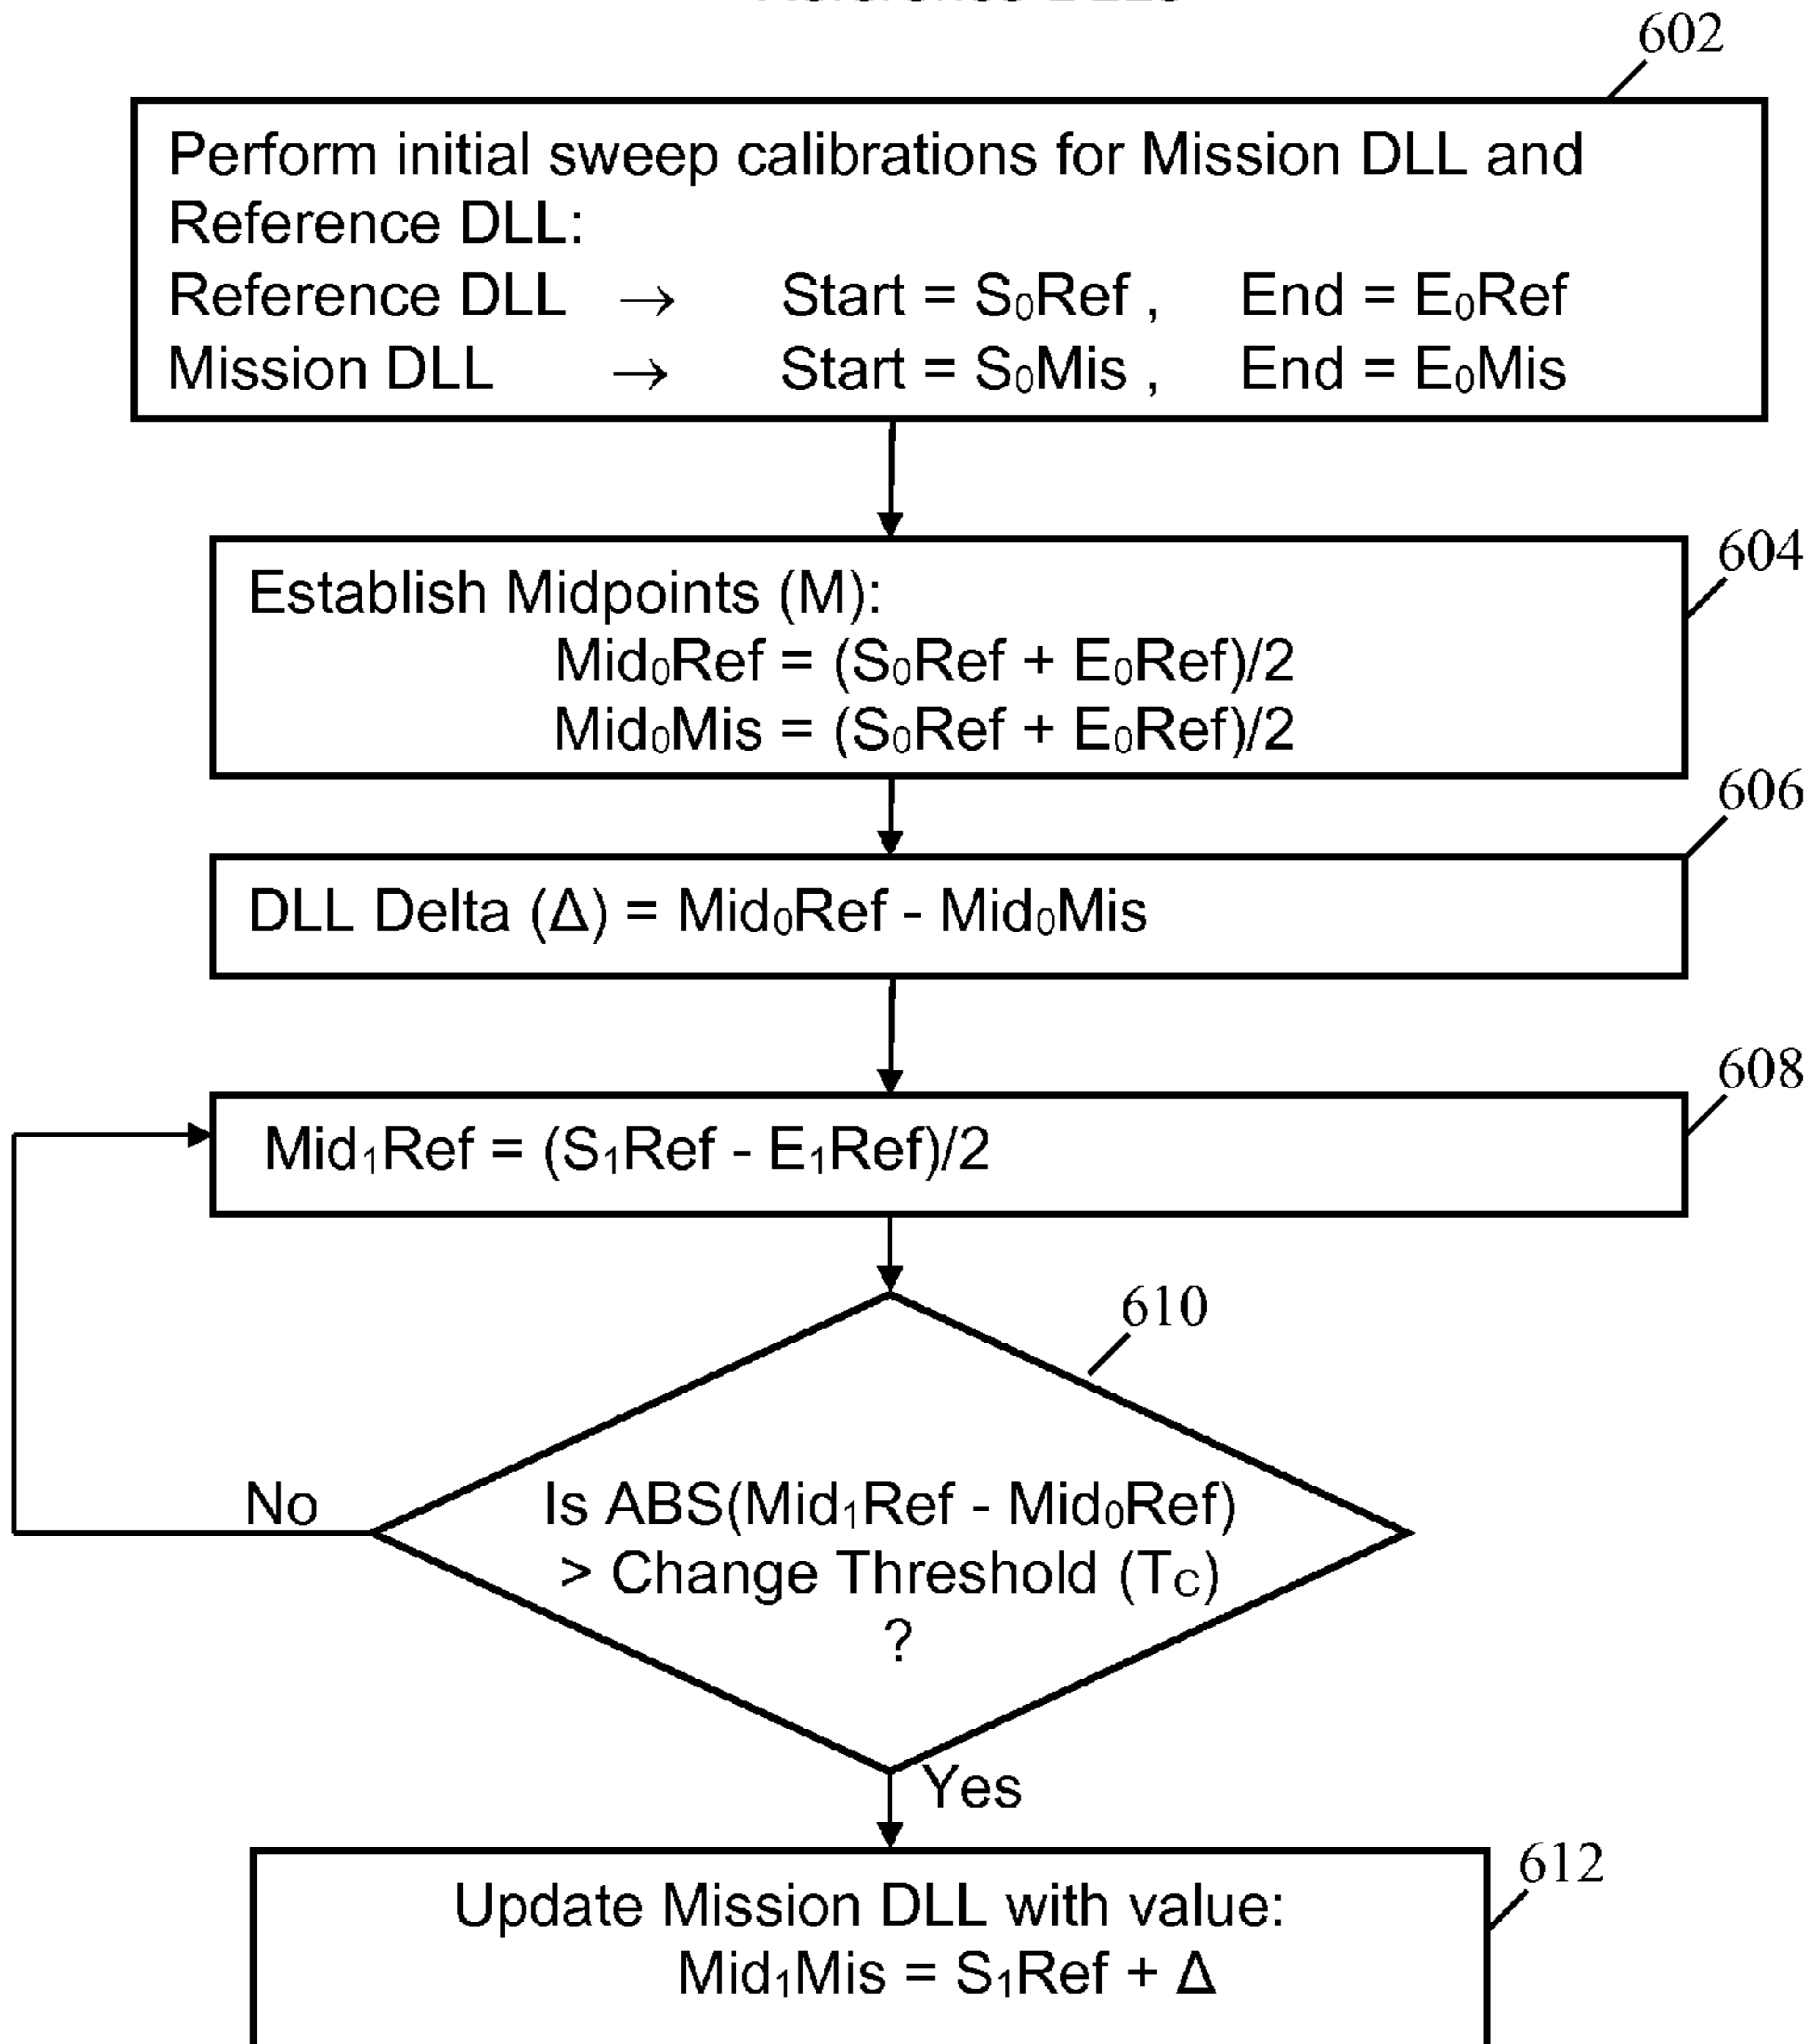 602
Perform initial sweep calibrations for Mission DLL and
Reference DLL:
Reference DLL → Start = S₀Ref , End = E₀Ref
Mission DLL → Start = S₀Mis , End = E₀Mis
604
Establish Midpoints (M):
Mid₀Ref = (S₀Ref + E₀Ref)/2
Mid₀Mis = (S₀Ref + E₀Ref)/2
606
DLL Delta (Δ) = Mid₀Ref - Mid₀Mis
608
Mid₁Ref = (S₁Ref - E₁Ref)/2
610
No
Is ABS(Mid₁Ref - Mid₀Ref)
> Change Threshold (T_C)
?
Yes
612
Update Mission DLL with value:
Mid₁Mis = S₁Ref + Δ